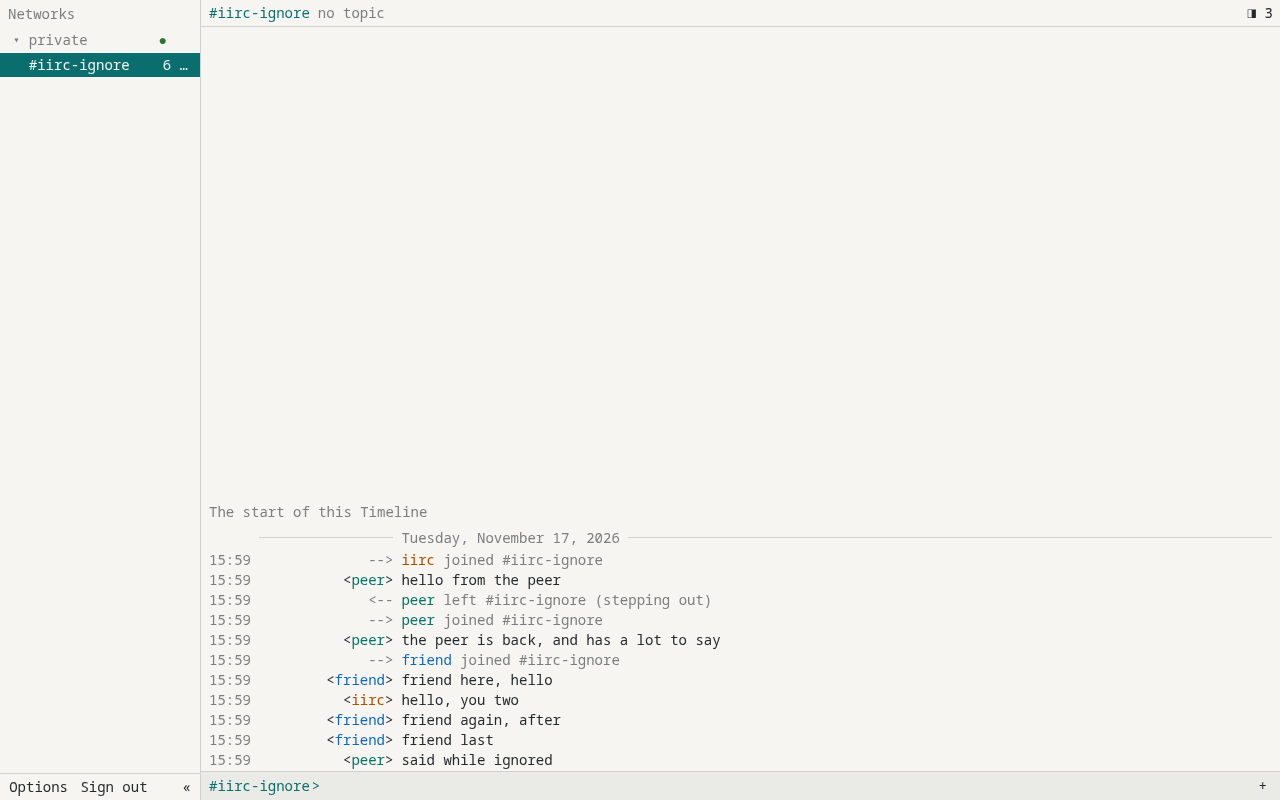 Networks
▾ private ●
#iirc-ignore 6 …
Options Sign out «
#iirc-ignore no topic ◨ 3
The start of this Timeline
Tuesday, November 17, 2026
15:59 --> iirc joined #iirc-ignore
15:59 <peer> hello from the peer
15:59 <-- peer left #iirc-ignore (stepping out)
15:59 --> peer joined #iirc-ignore
15:59 <peer> the peer is back, and has a lot to say
15:59 --> friend joined #iirc-ignore
15:59 <friend> friend here, hello
15:59 <iirc> hello, you two
15:59 <friend> friend again, after
15:59 <friend> friend last
15:59 <peer> said while ignored
#iirc-ignore> +